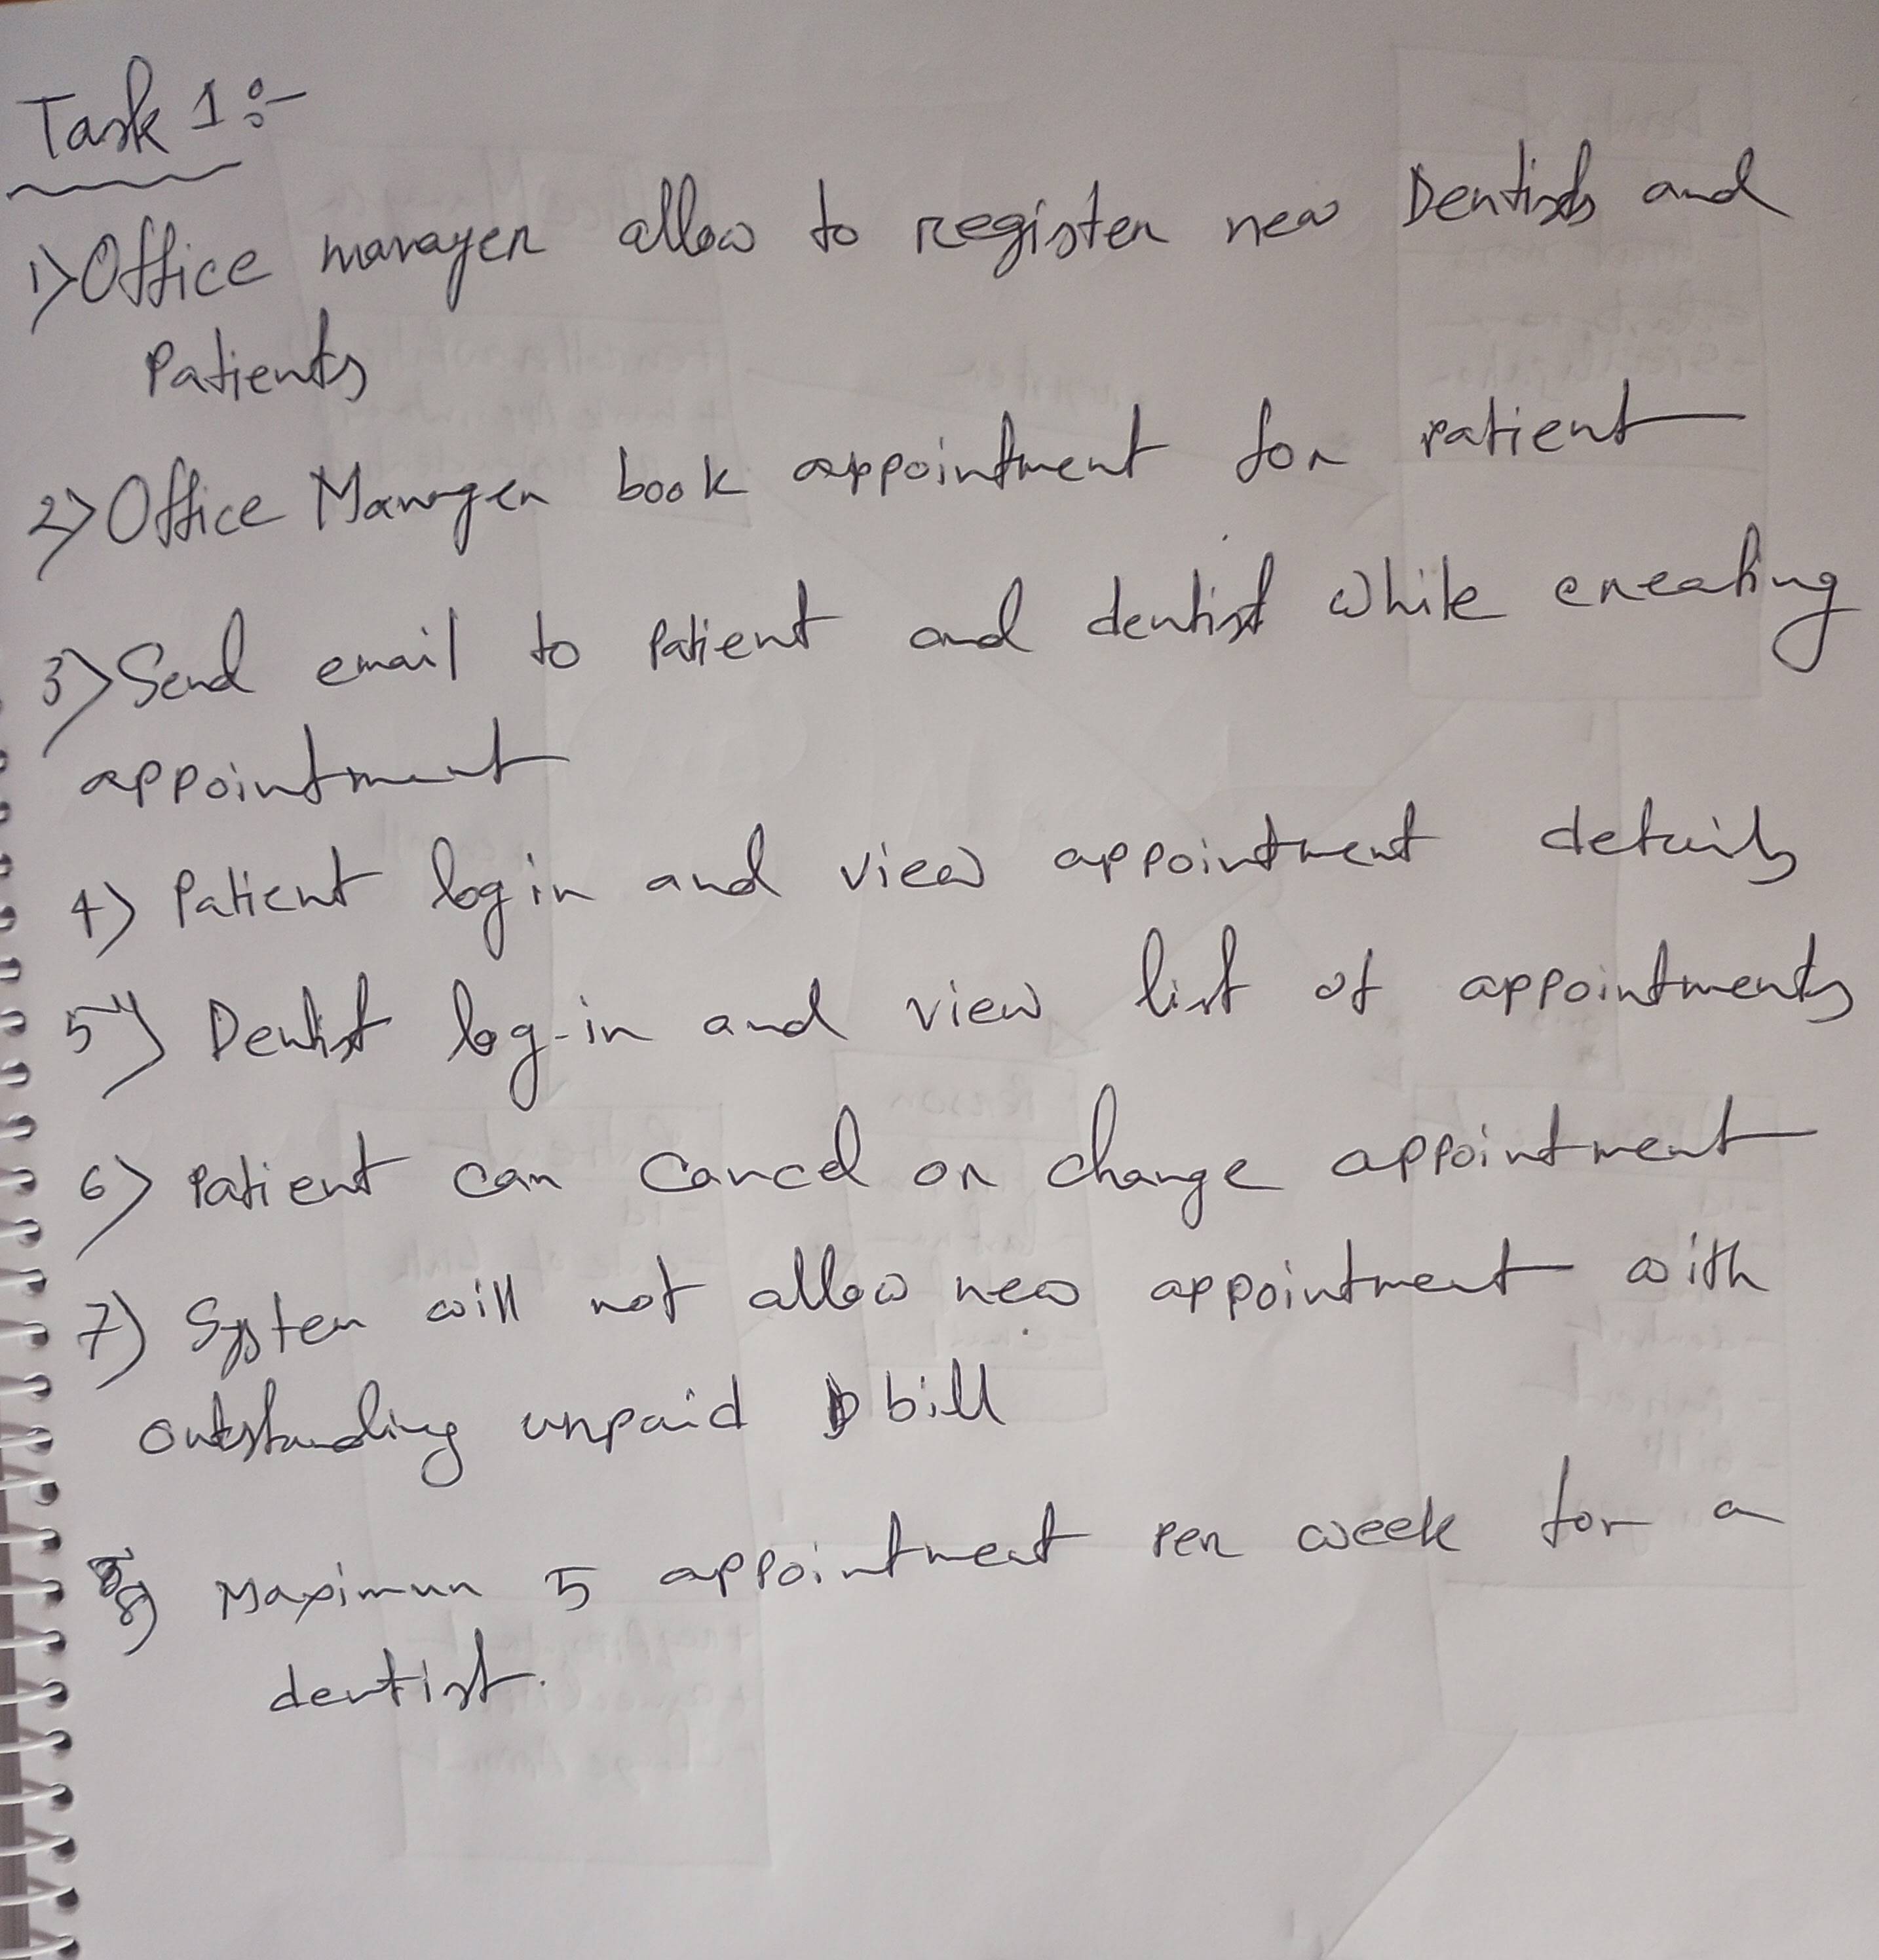 Task 1:-
1) Office manager allow to register new Dentists and
Patients
2) Office Manager book appointment for patient
3) Send email to Patient and dentist while creating
appointment
4) Patient log in and view appointment details
5) Dentist log-in and view list of appointments
6) Patient can cancel or change appointment
7) System will not allow new appointment with
outstanding unpaid bill
8) Maximun 5 appointment per week for a
dentist.